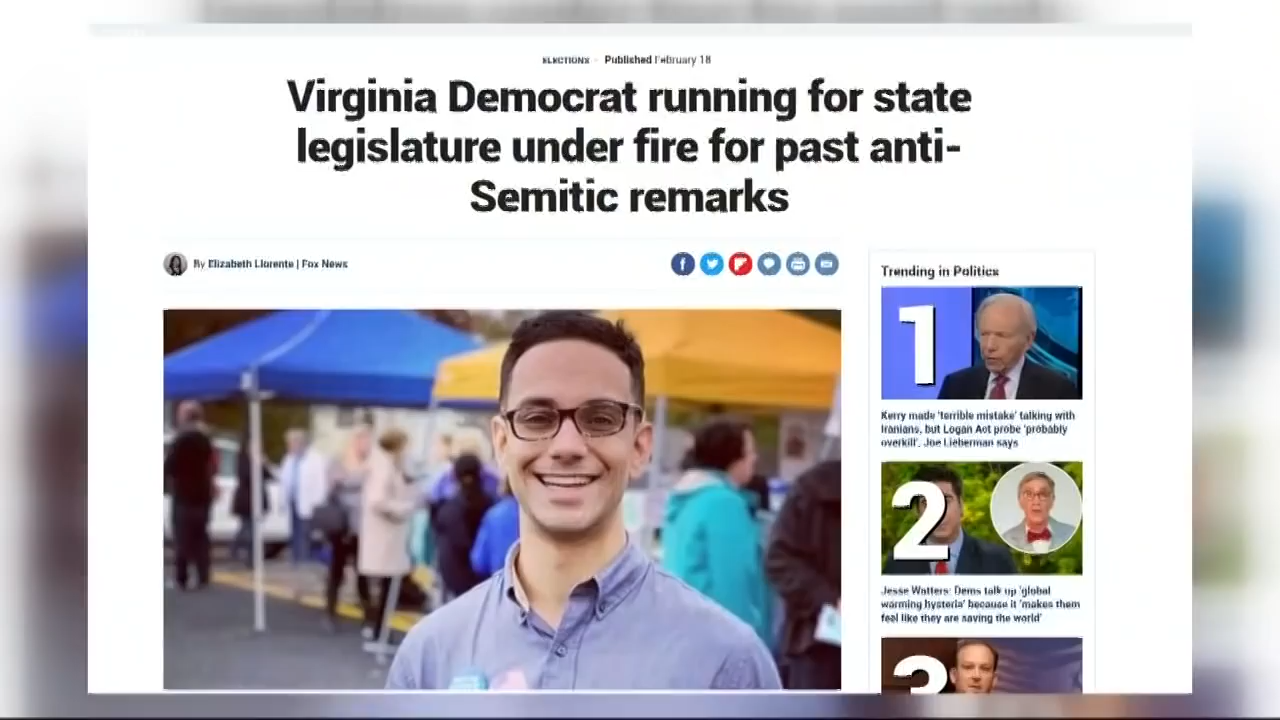 ELECTIONS - Published February 18
Virginia Democrat running for state
legislature under fire for past anti-
Semitic remarks
By Elizabeth Llorente | Fox News
Trending in Politics
1
Kerry made 'terrible mistake' talking with
Iranians, but Logan Act probe 'probably
overkill', Joe Lieberman says
2
Jesse Watters: Dems talk up 'global
warming hysteria' because it 'makes them
feel like they are saving the world'
3